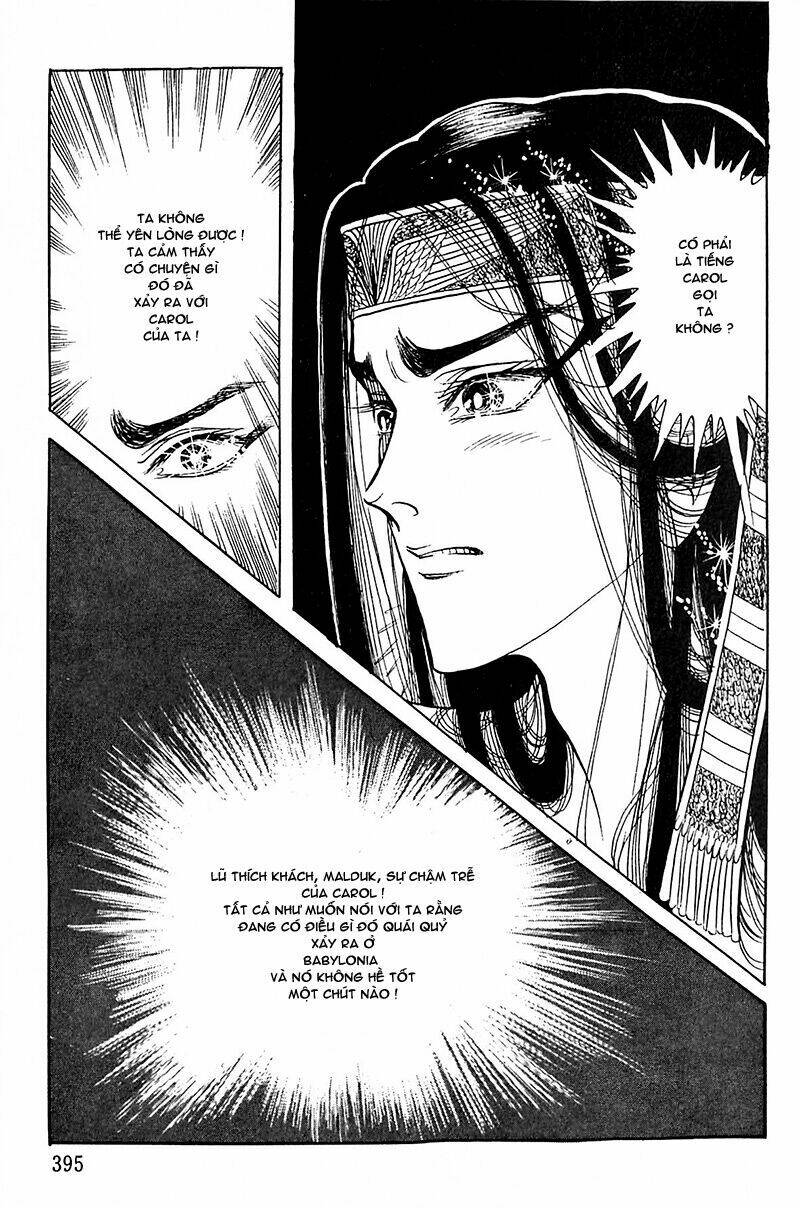 CÓ PHẢI
LÀ TIẾNG
CAROL
GỌI
TA
KHÔNG ?
TA KHÔNG
THỂ YÊN LÒNG ĐƯỢC !
TA CẢM THẤY
CÓ CHUYỆN GÌ
ĐÓ ĐÃ
XẢY RA VỚI
CAROL
CỦA TA !
LŨ THÍCH KHÁCH, MALDUK, SỰ CHẬM TRỄ
CỦA CAROL !
TẤT CẢ NHƯ MUỐN NÓI VỚI TA RẰNG
ĐANG CÓ ĐIỀU GÌ ĐÓ QUÁI QUỶ
XẢY RA Ở
BABYLONIA
VÀ NÓ KHÔNG HỀ TỐT
MỘT CHÚT NÀO !
395